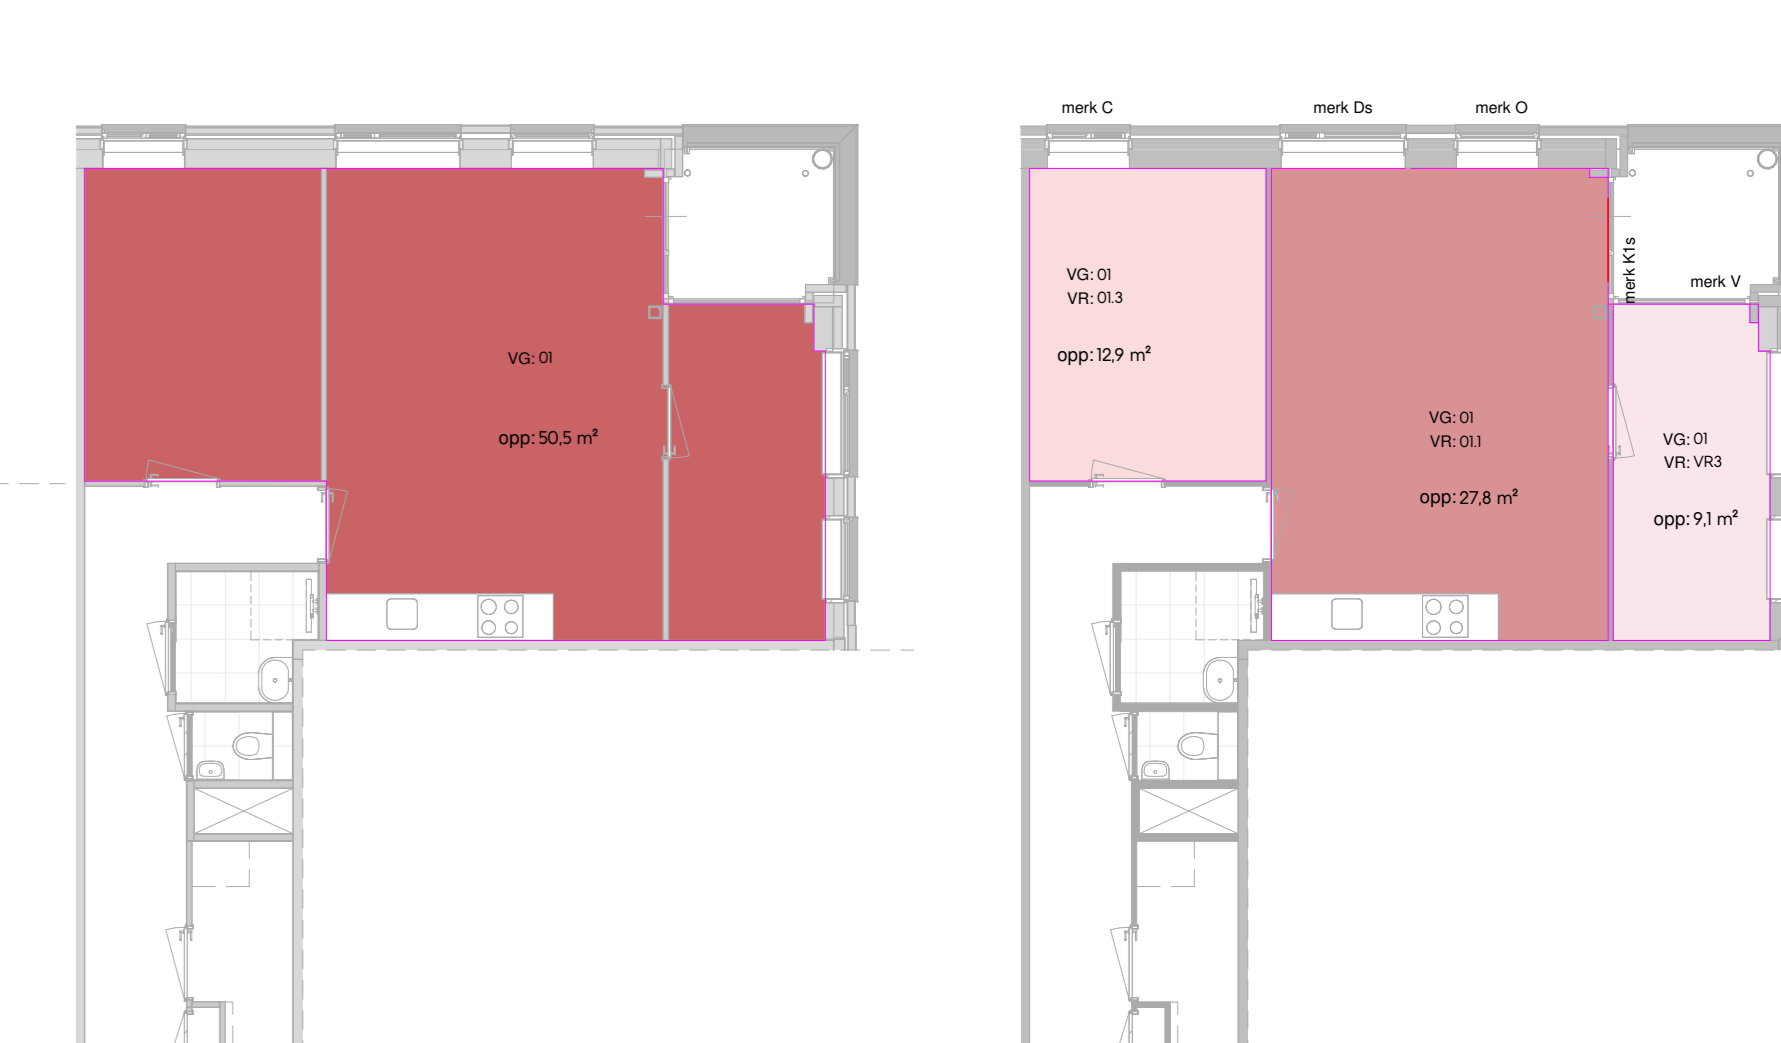 VG: 01
opp: 50,5 m²
merk C
merk Ds
merk O
VG: 01
VR: 01.3
opp: 12,9 m²
merk K1s
merk V
VG: 01
VR: 01.1
opp: 27,8 m²
VG: 01
VR: VR3
opp: 9,1 m²